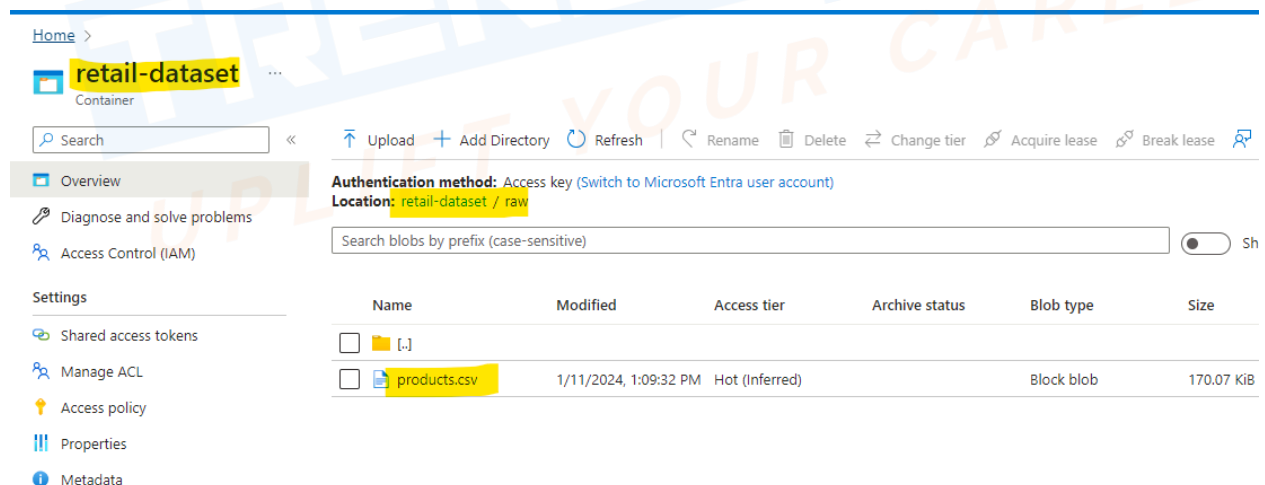 Home >
retail-dataset ...
Container
Search «
Upload Add Directory Refresh Rename Delete Change tier Acquire lease Break lease
Overview
Diagnose and solve problems
Access Control (IAM)
Settings
Shared access tokens
Manage ACL
Access policy
Properties
Metadata
Authentication method: Access key (Switch to Microsoft Entra user account)
Location: retail-dataset / raw
Search blobs by prefix (case-sensitive)
Sh
Name Modified Access tier Archive status Blob type Size
[..]
products.csv 1/11/2024, 1:09:32 PM Hot (Inferred) Block blob 170.07 KiB
UPLIFT YOUR